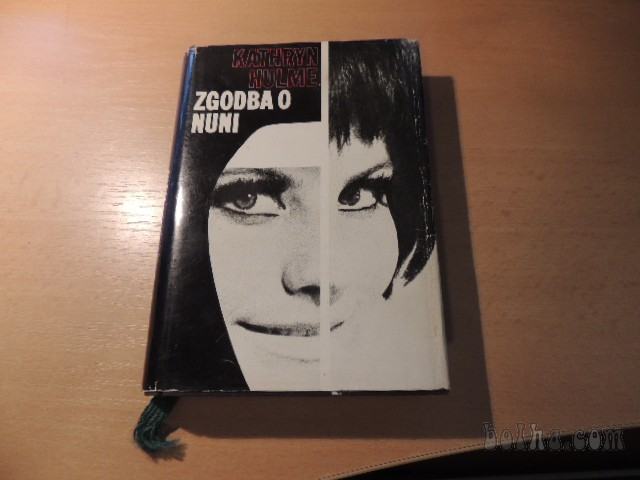 KATHRYN
HULME
ZGODBA O
NUNI
bolha.com